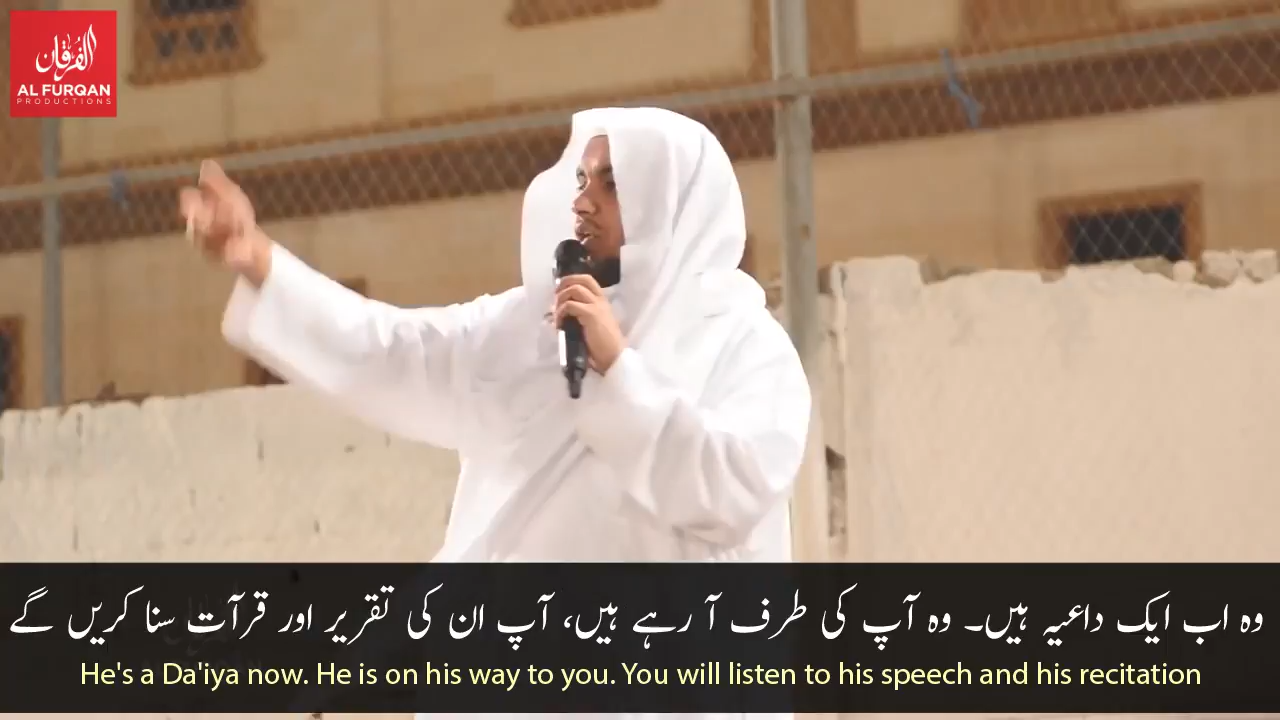 الفرقان
AL FURQAN
PRODUCTIONS
وہ اب ایک داعیہ ہیں۔ وہ آپ کی طرف آ رہے ہیں، آپ ان کی تقریر اور قرآت سنا کریں گے
He's a Da'iya now. He is on his way to you. You will listen to his speech and his recitation